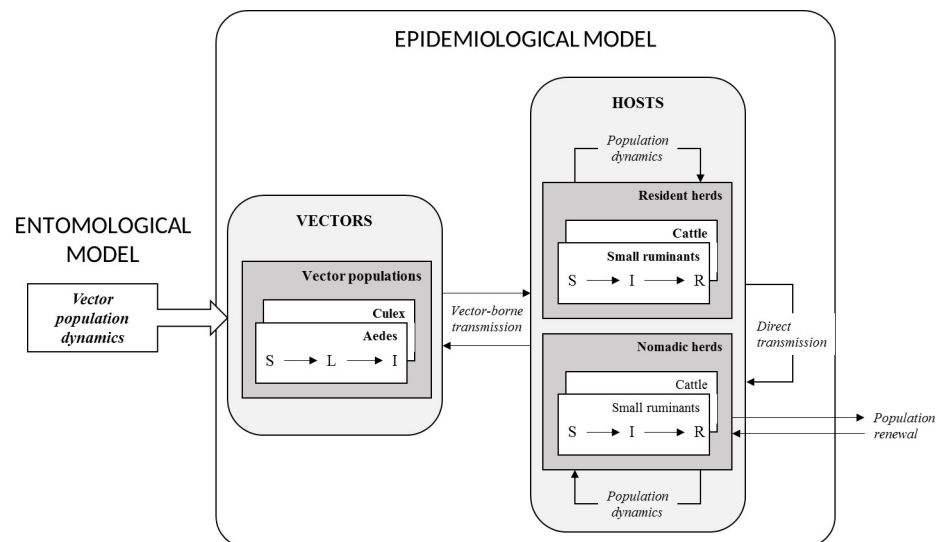 EPIDEMIOLOGICAL MODEL
HOSTS
Population
dynamics
Resident herds
Cattle
Small ruminants
S I R
ENTOMOLOGICAL
MODEL
Vector
population
dynamics
VECTORS
Vector populations
Culex
Aedes
S L I
Vector-borne
transmission
Direct
transmission
Nomadic herds
Cattle
Small ruminants
S I R
Population
renewal
Population
dynamics